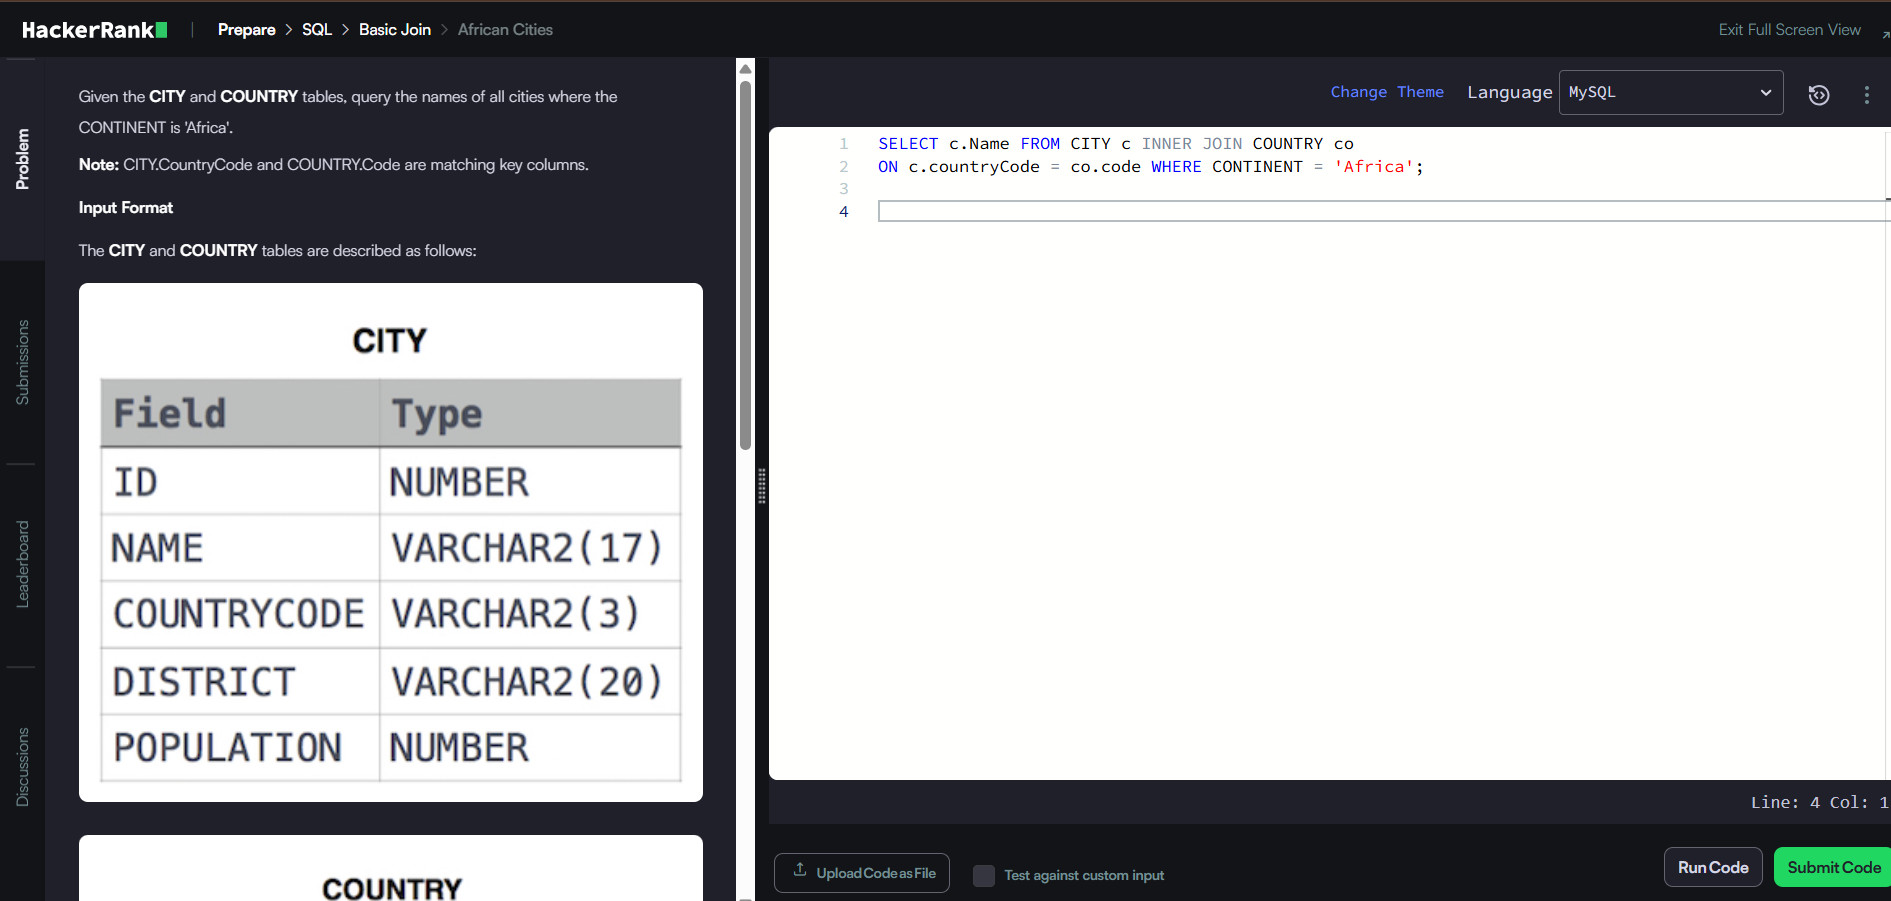 HackerRank | Prepare > SQL > Basic Join > African Cities
Exit Full Screen View
Problem
Submissions
Leaderboard
Discussions
Given the CITY and COUNTRY tables, query the names of all cities where the
CONTINENT is 'Africa'.
Note: CITY.CountryCode and COUNTRY.Code are matching key columns.
Input Format
The CITY and COUNTRY tables are described as follows:
CITY
Field Type
ID NUMBER
NAME VARCHAR2(17)
COUNTRYCODE VARCHAR2(3)
DISTRICT VARCHAR2(20)
POPULATION NUMBER
COUNTRY
Change Theme Language MySQL
1 SELECT c.Name FROM CITY c INNER JOIN COUNTRY co
2 ON c.countryCode = co.code WHERE CONTINENT = 'Africa';
3
4
Line: 4 Col: 1
Upload Code as File
Test against custom input
Run Code
Submit Code